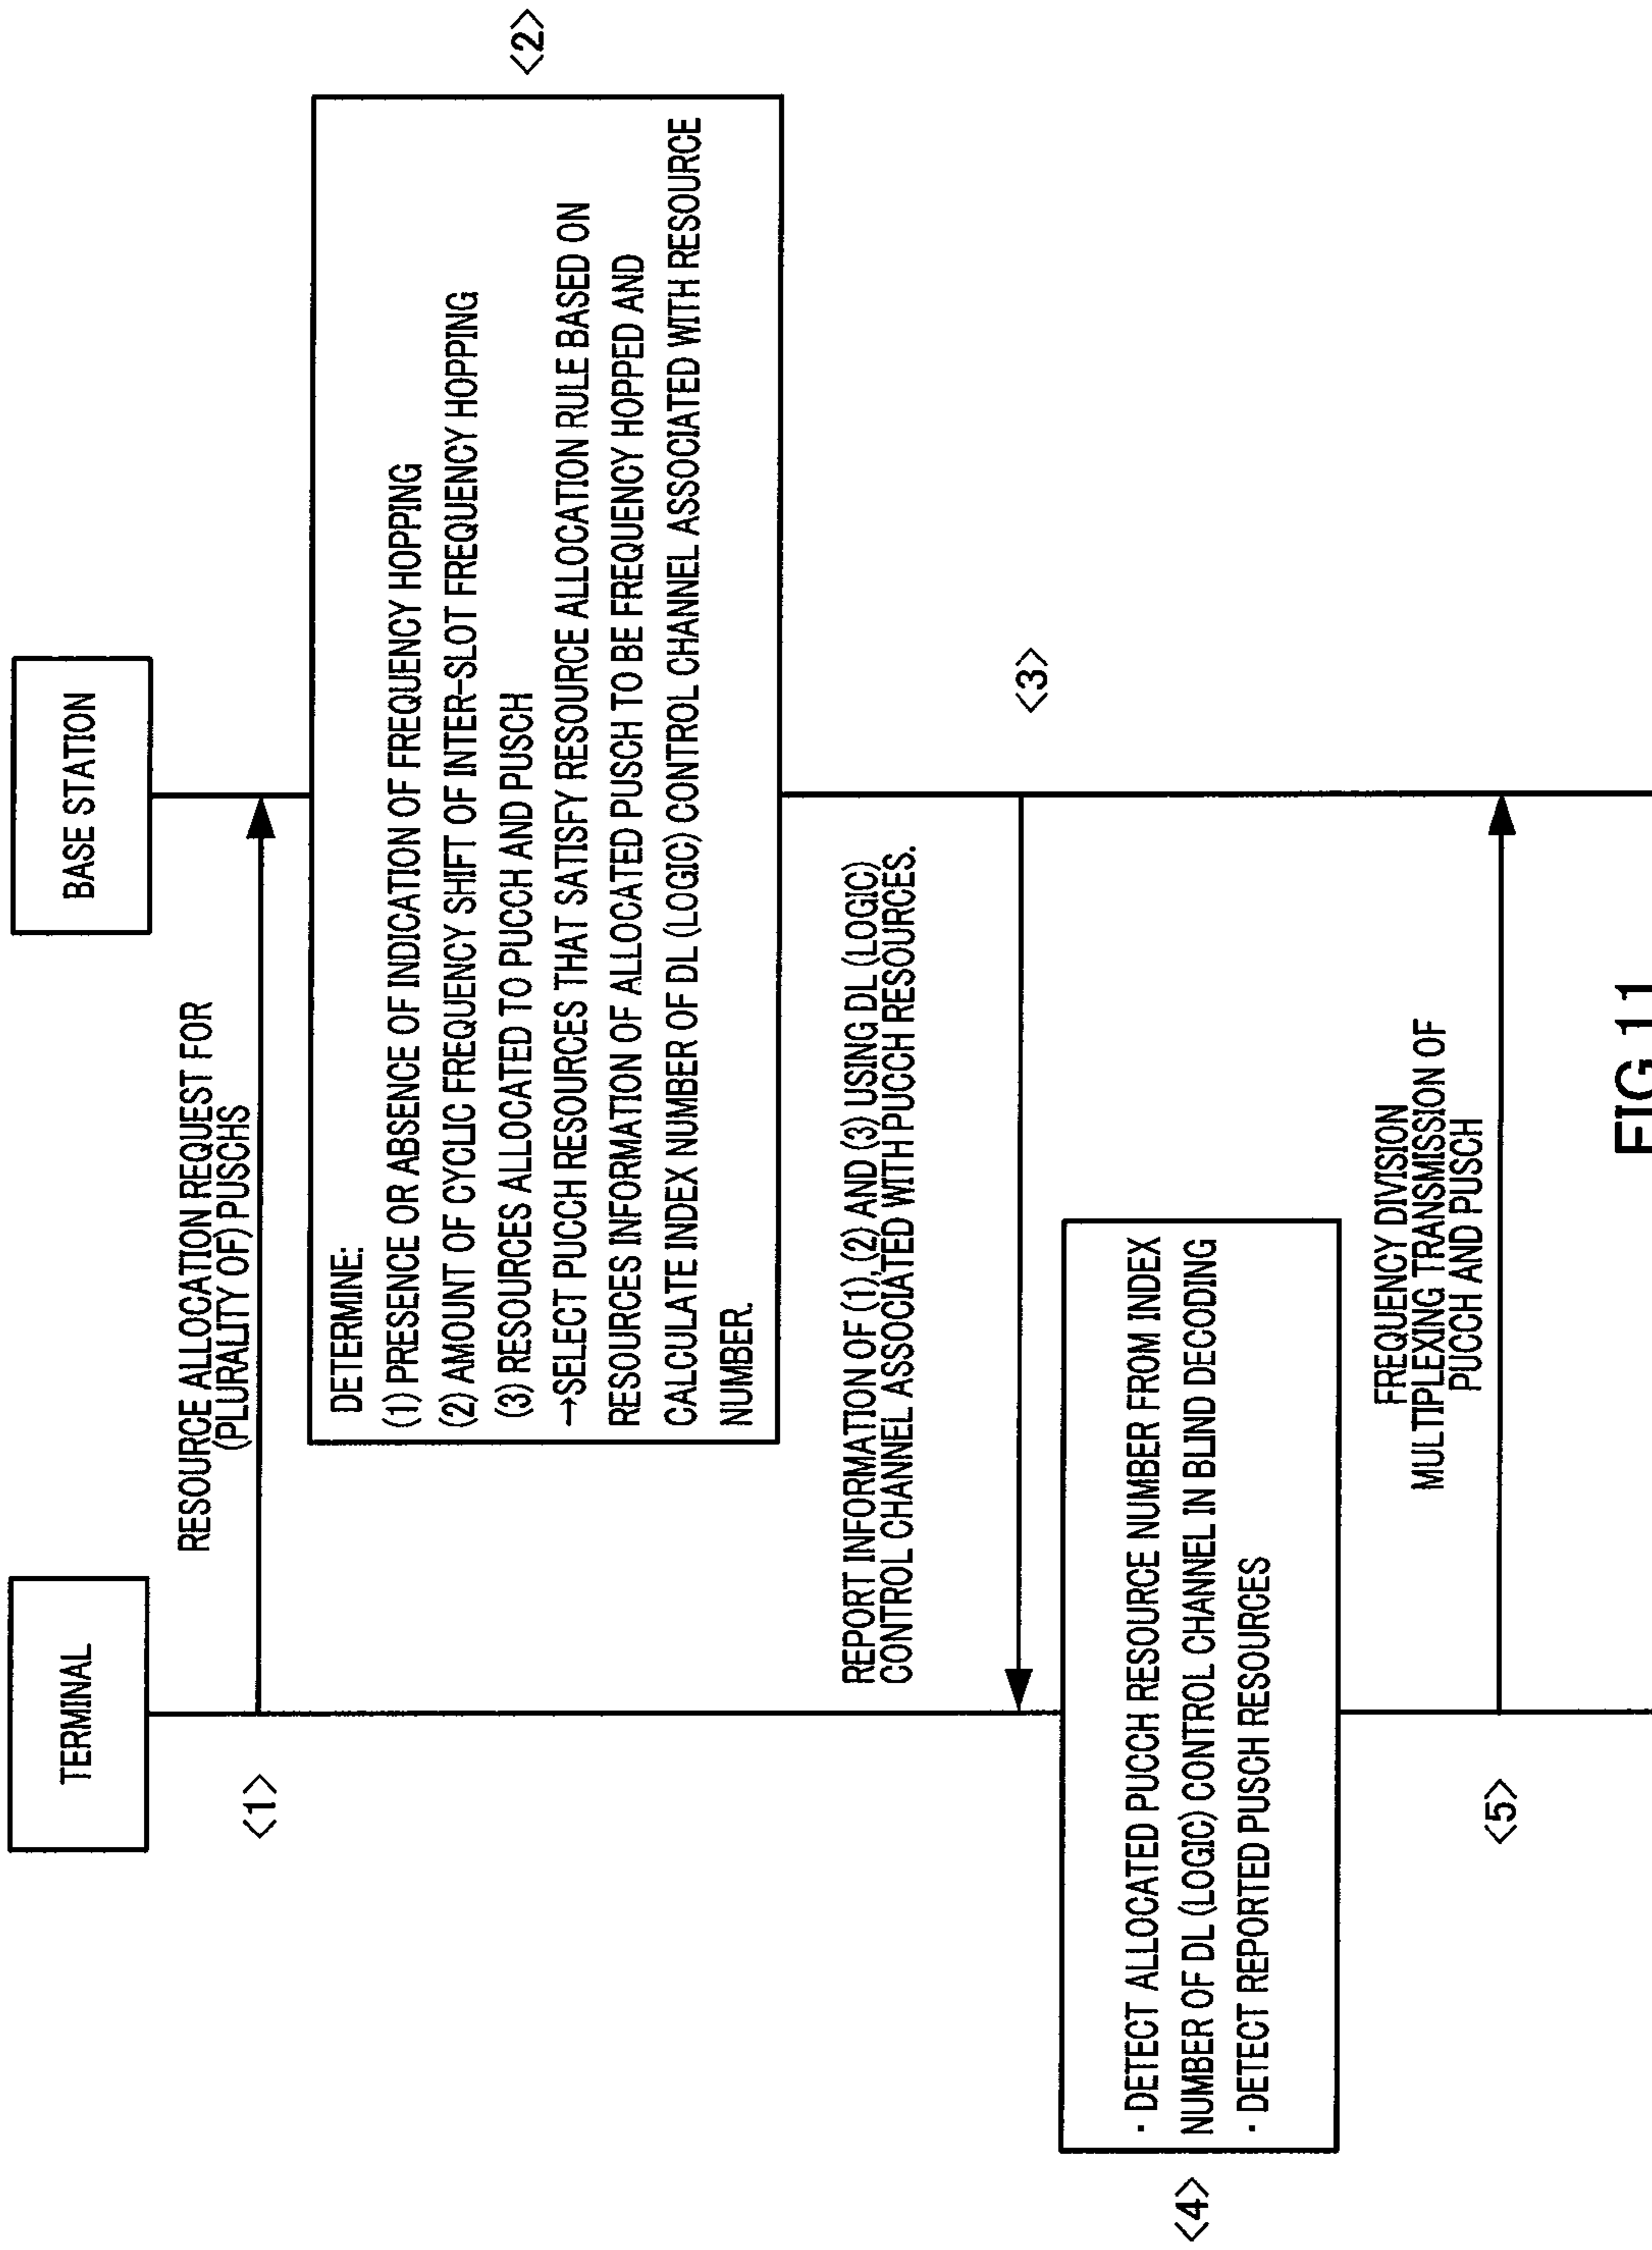 TERMINAL
BASE STATION
<1>
RESOURCE ALLOCATION REQUEST FOR
(PLURALITY OF) PUSCHS
DETERMINE:
(1) PRESENCE OR ABSENCE OF INDICATION OF FREQUENCY HOPPING
(2) AMOUNT OF CYCLIC FREQUENCY SHIFT OF INTER-SLOT FREQUENCY HOPPING
(3) RESOURCES ALLOCATED TO PUCCH AND PUSCH
→SELECT PUCCH RESOURCES THAT SATISFY RESOURCE ALLOCATION RULE BASED ON
RESOURCES INFORMATION OF ALLOCATED PUSCH TO BE FREQUENCY HOPPED AND
CALCULATE INDEX NUMBER OF DL (LOGIC) CONTROL CHANNEL ASSOCIATED WITH RESOURCE
NUMBER.
<2>
REPORT INFORMATION OF (1), (2) AND (3) USING DL (LOGIC)
CONTROL CHANNEL ASSOCIATED WITH PUCCH RESOURCES.
<3>
<4>
· DETECT ALLOCATED PUCCH RESOURCE NUMBER FROM INDEX
NUMBER OF DL (LOGIC) CONTROL CHANNEL IN BLIND DECODING
· DETECT REPORTED PUSCH RESOURCES
<5>
FREQUENCY DIVISION
MULTIPLEXING TRANSMISSION OF
PUCCH AND PUSCH
FIG.11